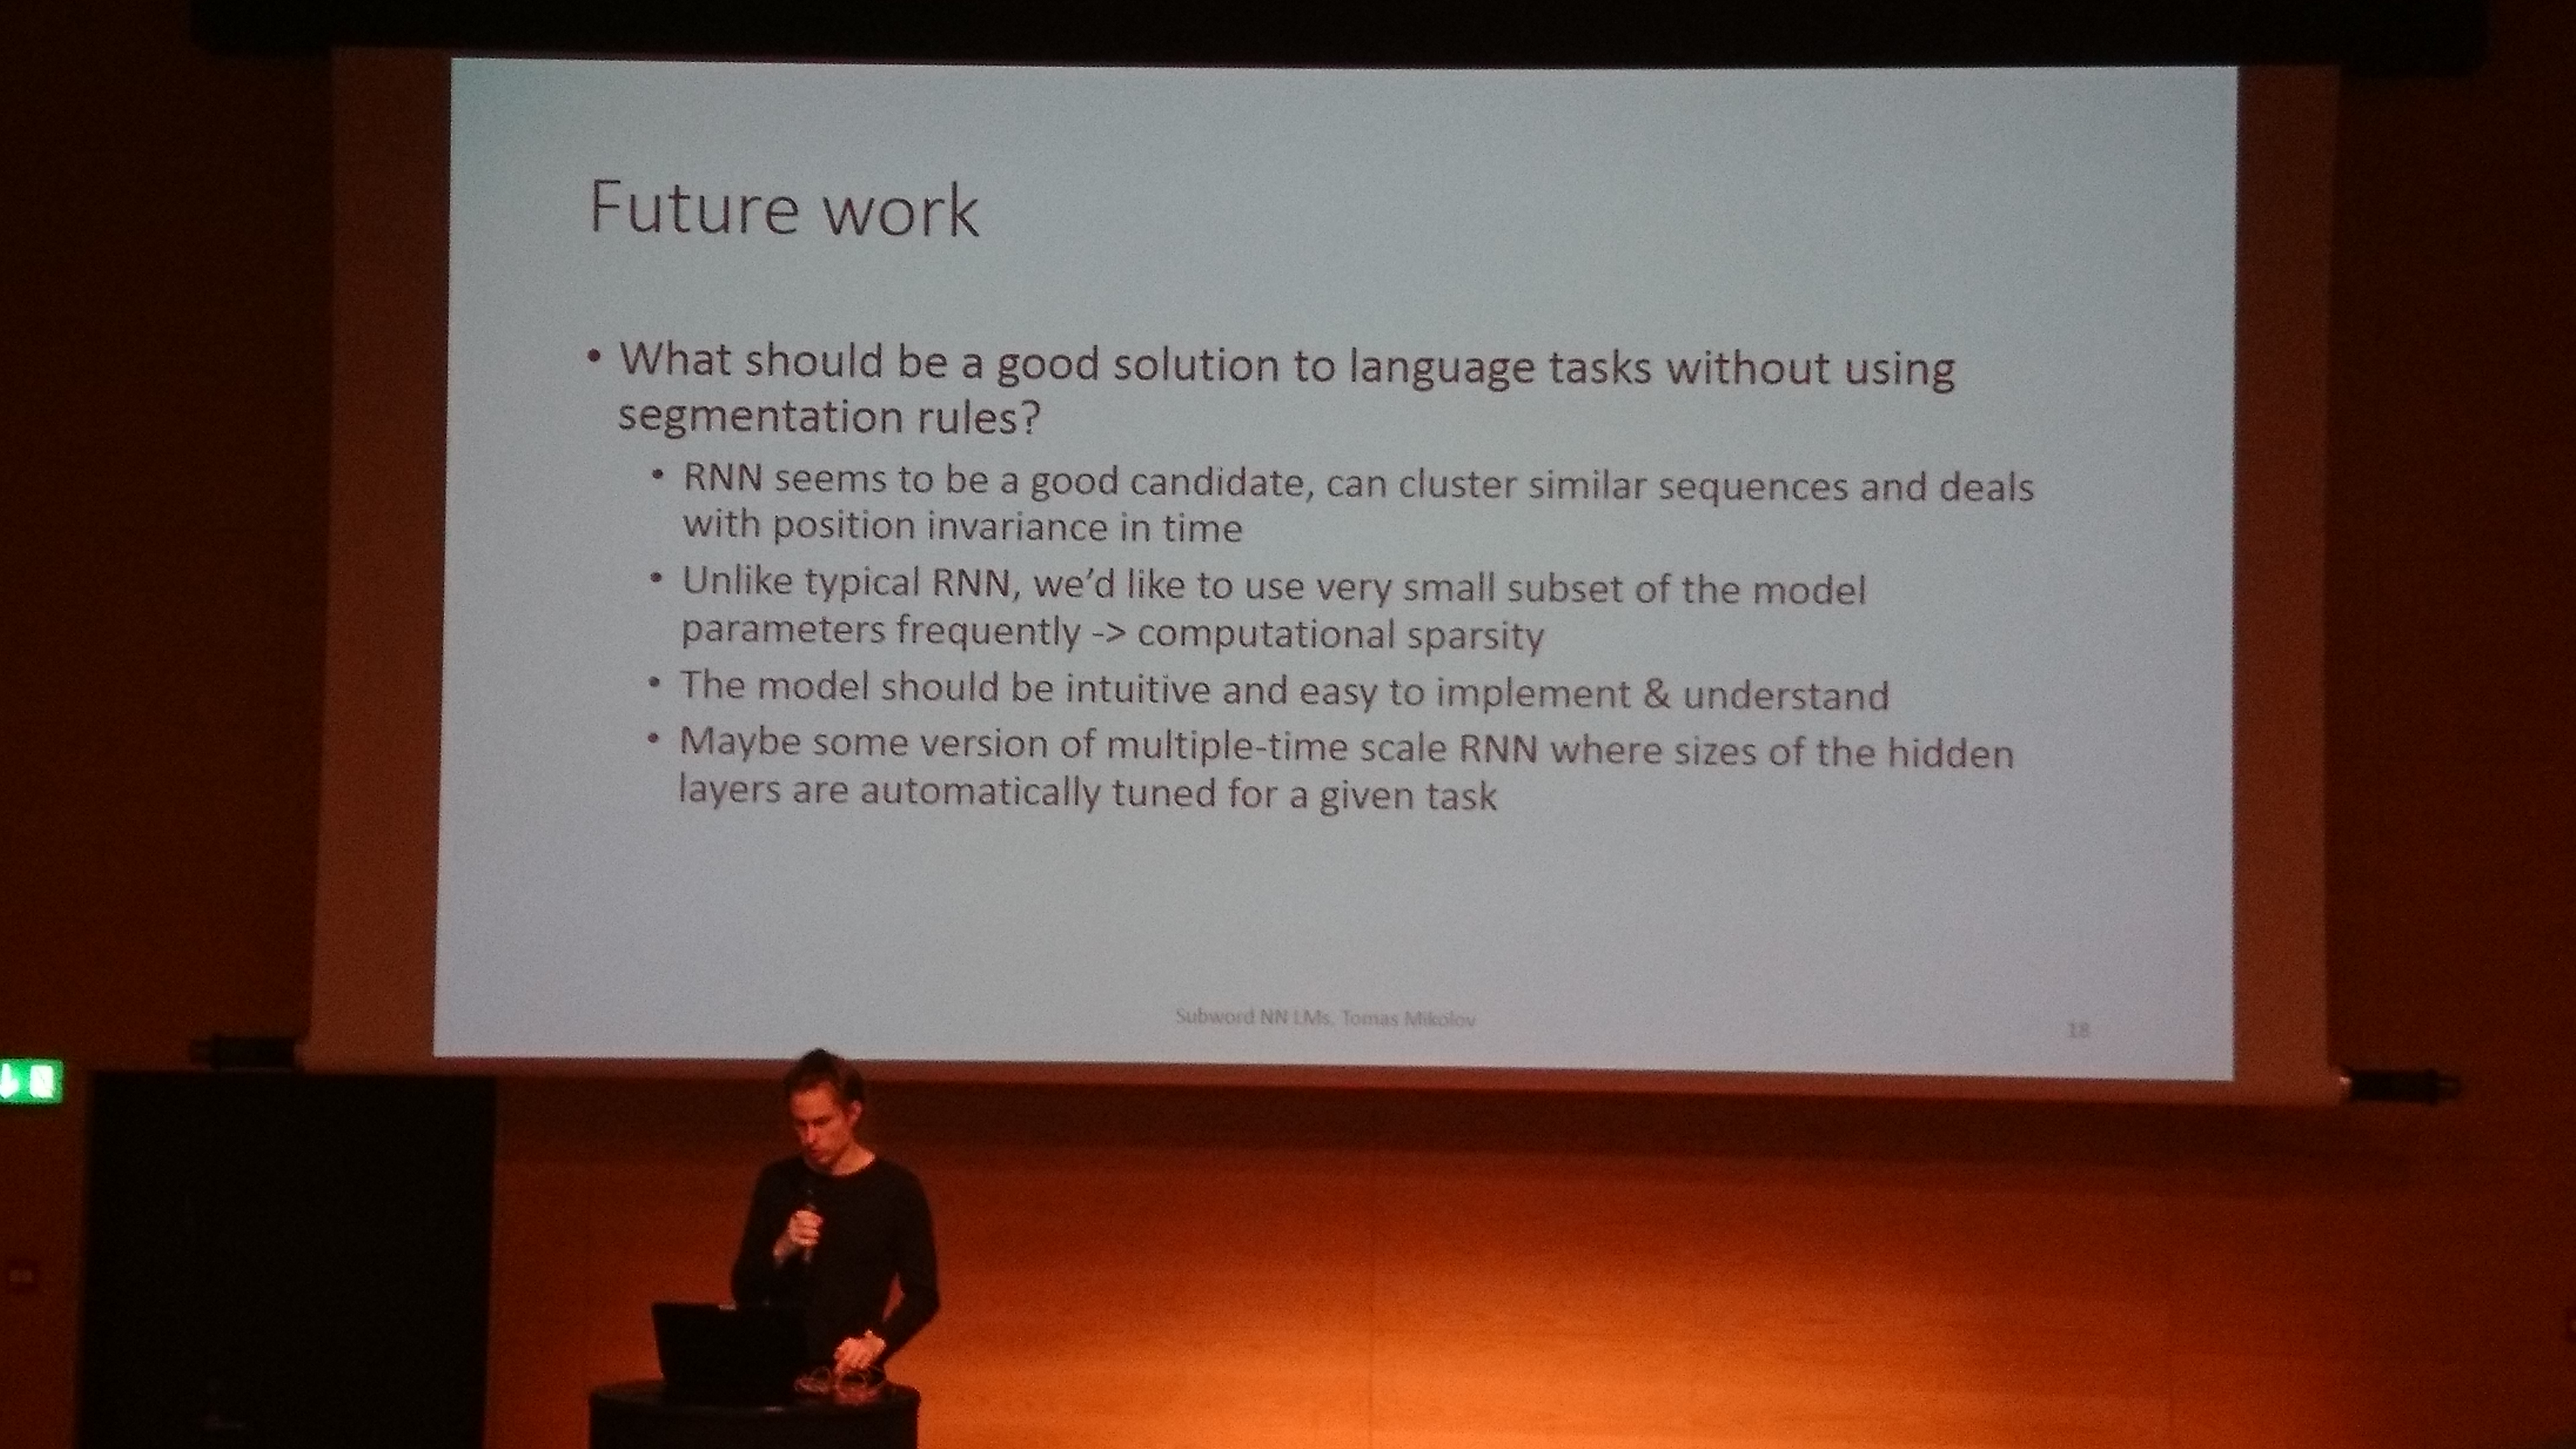 Future work
• What should be a good solution to language tasks without using
segmentation rules?
• RNN seems to be a good candidate, can cluster similar sequences and deals
with position invariance in time
• Unlike typical RNN, we’d like to use very small subset of the model
parameters frequently -> computational sparsity
• The model should be intuitive and easy to implement & understand
• Maybe some version of multiple-time scale RNN where sizes of the hidden
layers are automatically tuned for a given task
Subword NN LMs, Tomas Mikolov
18